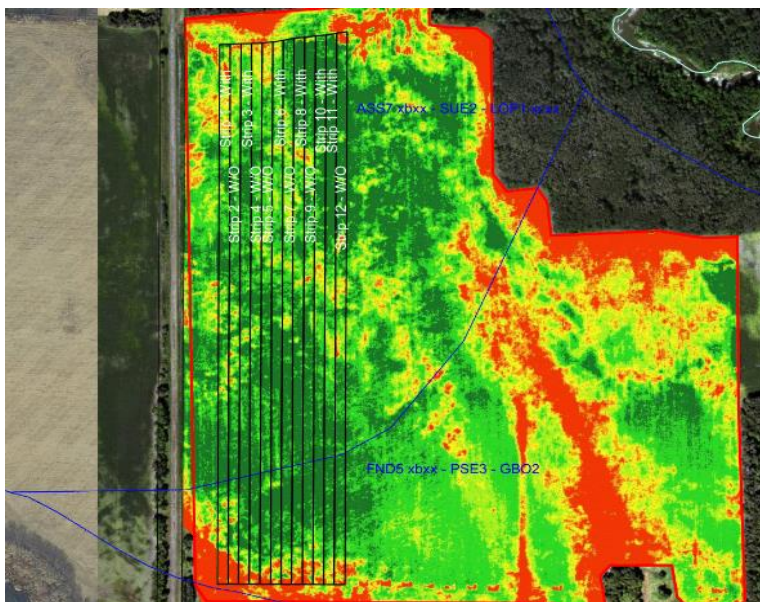 Strip 1 - With
Strip 2 - W/O
Strip 3 - With
Strip 4 - W/O
Strip 5 - W/O
Strip 6 - With
Strip 7 - W/O
Strip 8 - With
Strip 9 - W/O
Strip 10 - With
Strip 11 - With
Strip 12 - W/O
ASS7 xbxx - SUE2 - LOP1
FND5 xbxx - PSE3 - GBO2